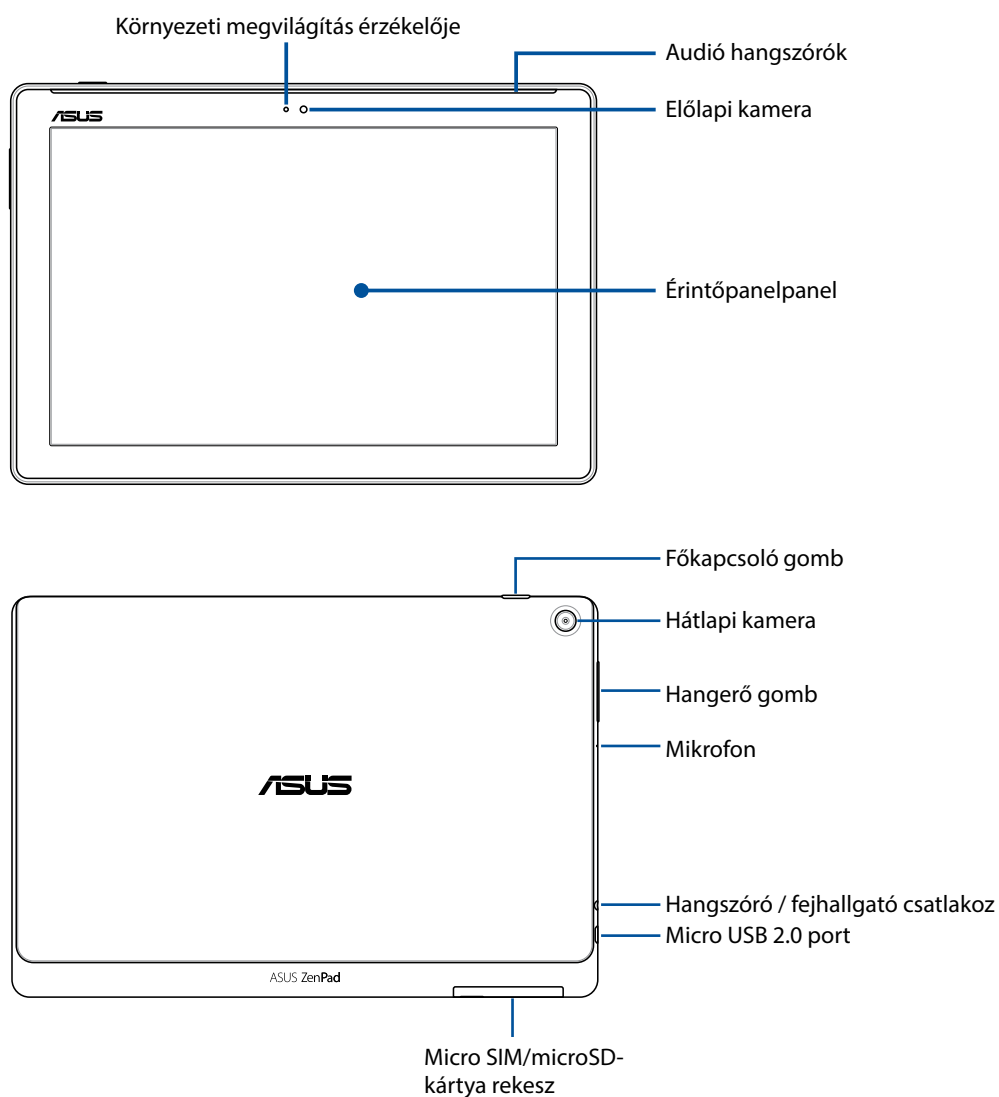 Környezeti megvilágítás érzékelője
Audió hangszórók
Előlapi kamera
ASUS
Érintőpanelpanel
Főkapcsoló gomb
Hátlapi kamera
Hangerő gomb
Mikrofon
ASUS
Hangszóró / fejhallgató csatlakoz
Micro USB 2.0 port
ASUS ZenPad
Micro SIM/microSD-
kártya rekesz